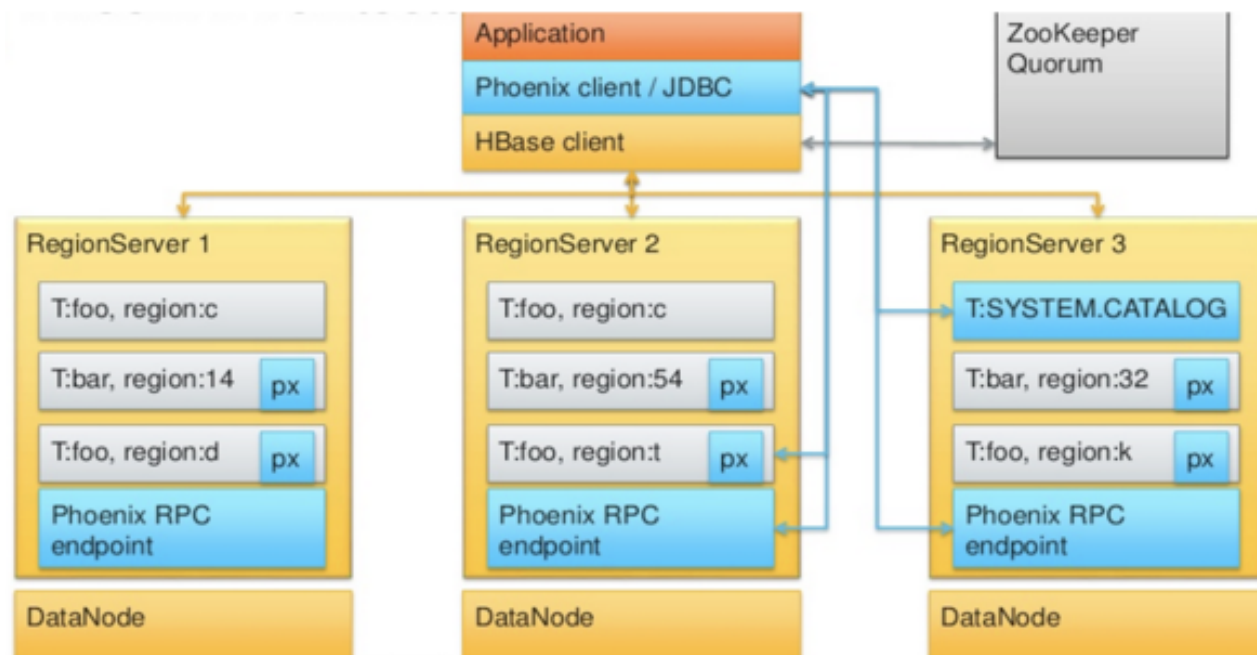 Application
Phoenix client / JDBC
HBase client
ZooKeeper
Quorum
RegionServer 1
T:foo, region:c
T:bar, region:14
px
T:foo, region:d
px
Phoenix RPC
endpoint
DataNode
RegionServer 2
T:foo, region:c
T:bar, region:54
px
T:foo, region:t
px
Phoenix RPC
endpoint
DataNode
RegionServer 3
T:SYSTEM.CATALOG
T:bar, region:32
px
T:foo, region:k
px
Phoenix RPC
endpoint
DataNode